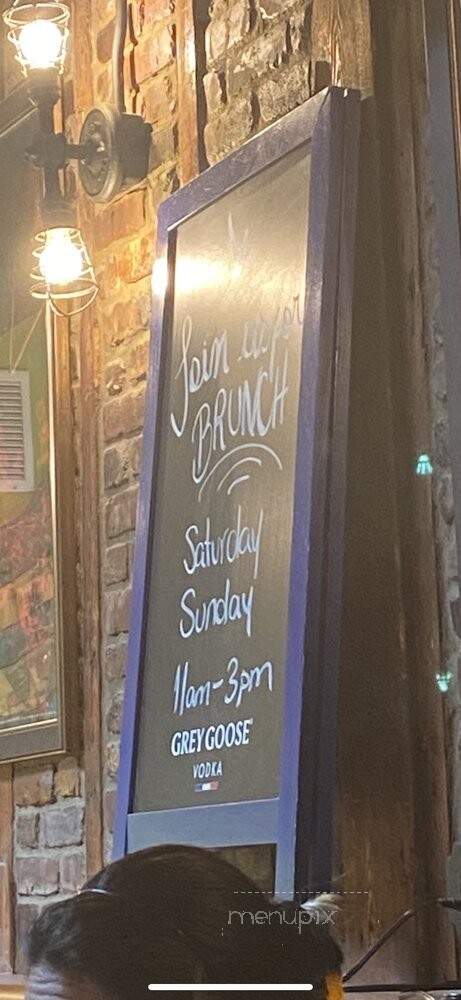 Join us for
BRUNCH
Saturday
Sunday
11am-3pm
GREY GOOSE
VODKA
menupix